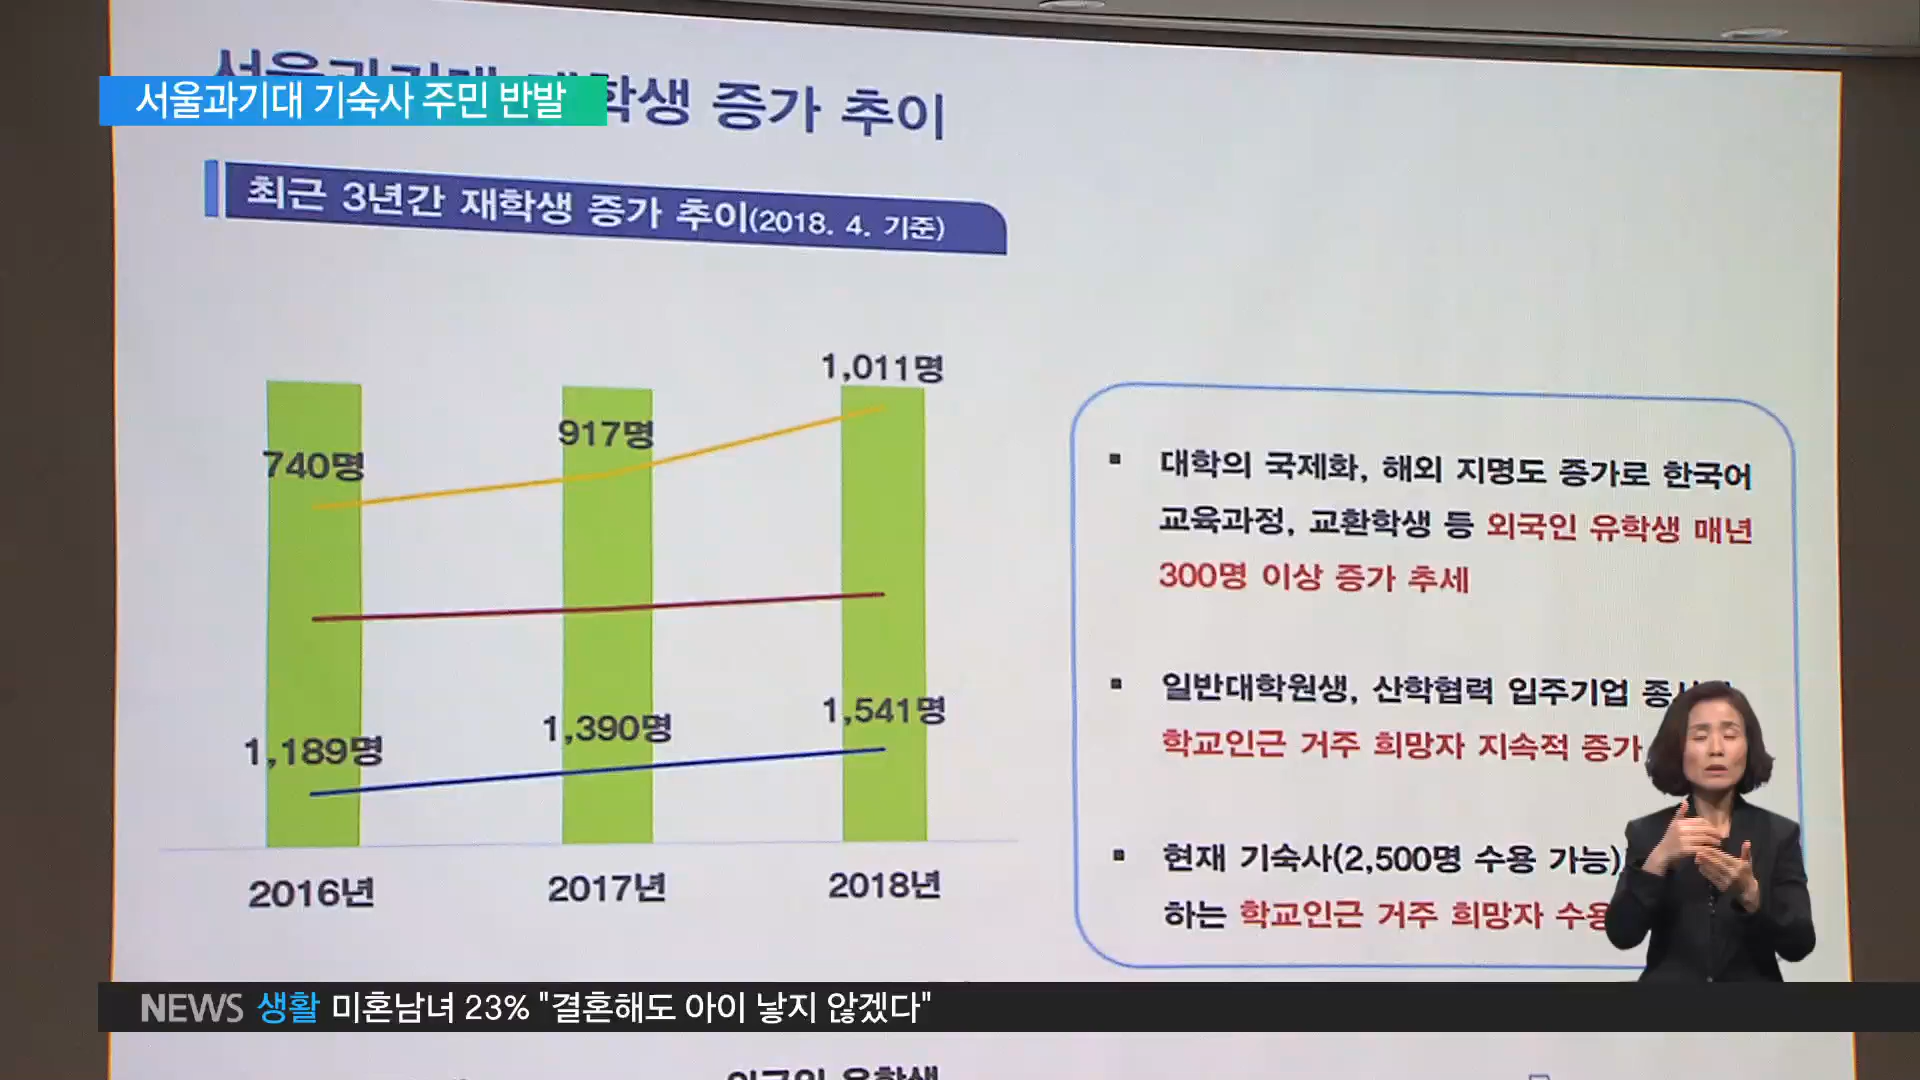 서울과기대 기숙사 주민 반발
학생 증가 추이
최근 3년간 재학생 증가 추이(2018. 4. 기준)
740명
917명
1,011명
1,189명
1,390명
1,541명
2016년
2017년
2018년
▪ 대학의 국제화, 해외 지명도 증가로 한국어
교육과정, 교환학생 등 외국인 유학생 매년
300명 이상 증가 추세
▪ 일반대학원생, 산학협력 입주기업
학교인근 거주 희망자 지속적 증가
▪ 현재 기숙사(2,500명 수용 가능)
하는 학교인근 거주 희망자
NEWS 생활 미혼남녀 23% "결혼해도 아이 낳지 않겠다"